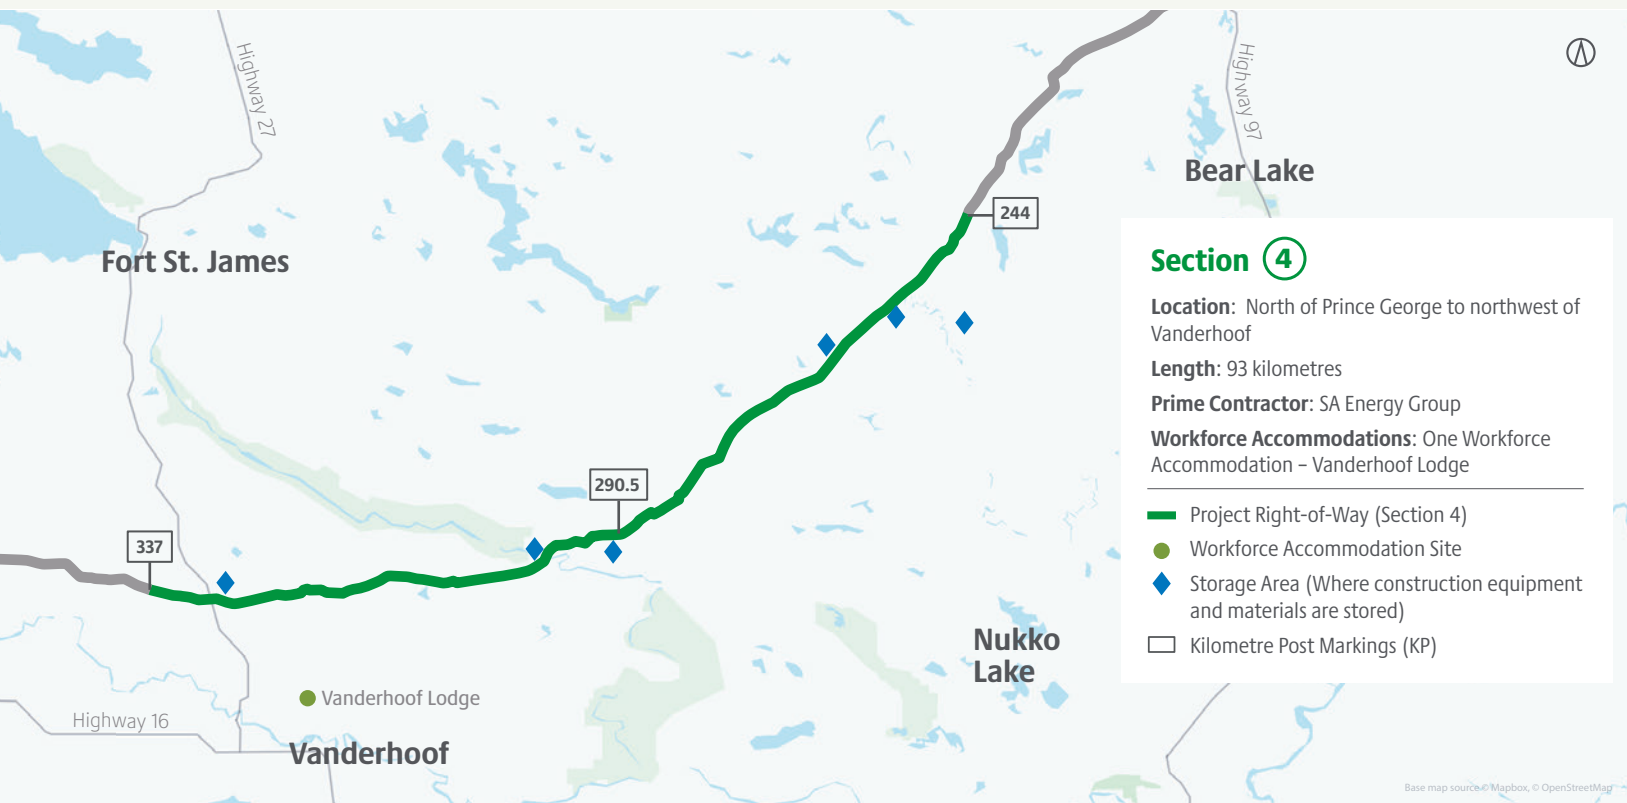 Highway 27
Highway 97
Bear Lake
244
Fort St. James
Section 4
Location: North of Prince George to northwest of
Vanderhoof
Length: 93 kilometres
Prime Contractor: SA Energy Group
Workforce Accommodations: One Workforce
Accommodation – Vanderhoof Lodge
Project Right-of-Way (Section 4)
Workforce Accommodation Site
Storage Area (Where construction equipment
and materials are stored)
Kilometre Post Markings (KP)
290.5
337
Nukko
Lake
Vanderhoof Lodge
Highway 16
Vanderhoof
Base map source © Mapbox, © OpenStreetMap